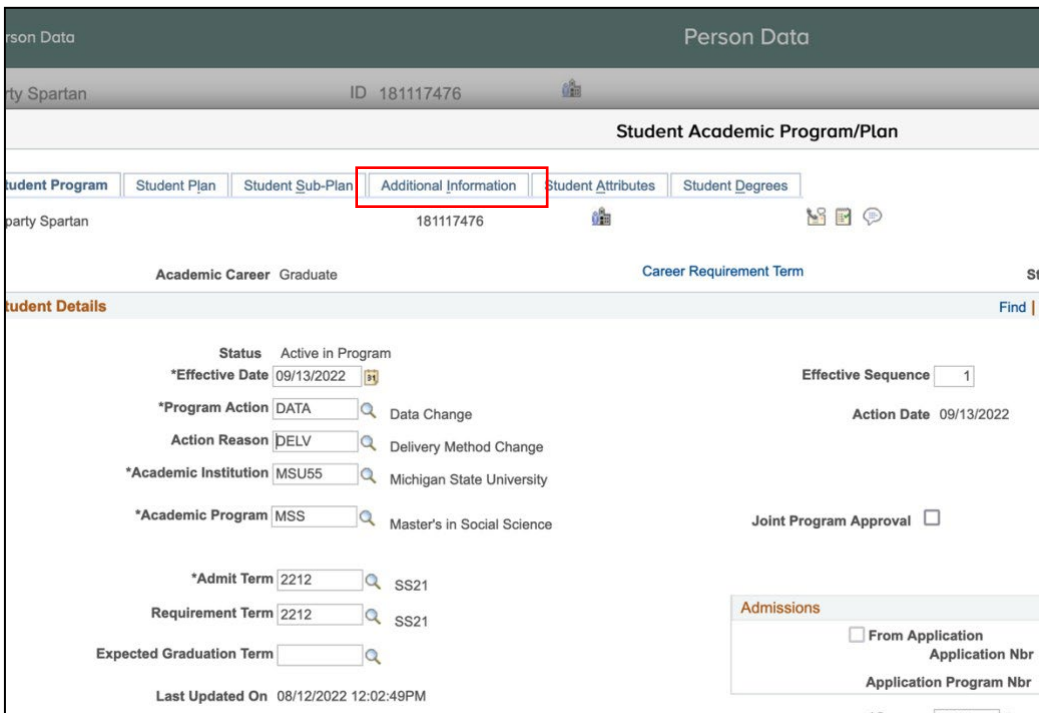 rson Data Person Data
rty Spartan ID 181117476
Student Academic Program/Plan
tudent Program Student Plan Student Sub-Plan Additional Information Student Attributes Student Degrees
party Spartan 181117476
Academic Career Graduate Career Requirement Term St
tudent Details Find |
Status Active in Program
*Effective Date 09/13/2022 31 Effective Sequence 1
*Program Action DATA Data Change Action Date 09/13/2022
Action Reason DELV Delivery Method Change
*Academic Institution MSU55 Michigan State University
*Academic Program MSS Master's in Social Science Joint Program Approval
*Admit Term 2212 SS21
Requirement Term 2212 SS21 Admissions
From Application
Expected Graduation Term Application Nbr
Application Program Nbr
Last Updated On 08/12/2022 12:02:49PM